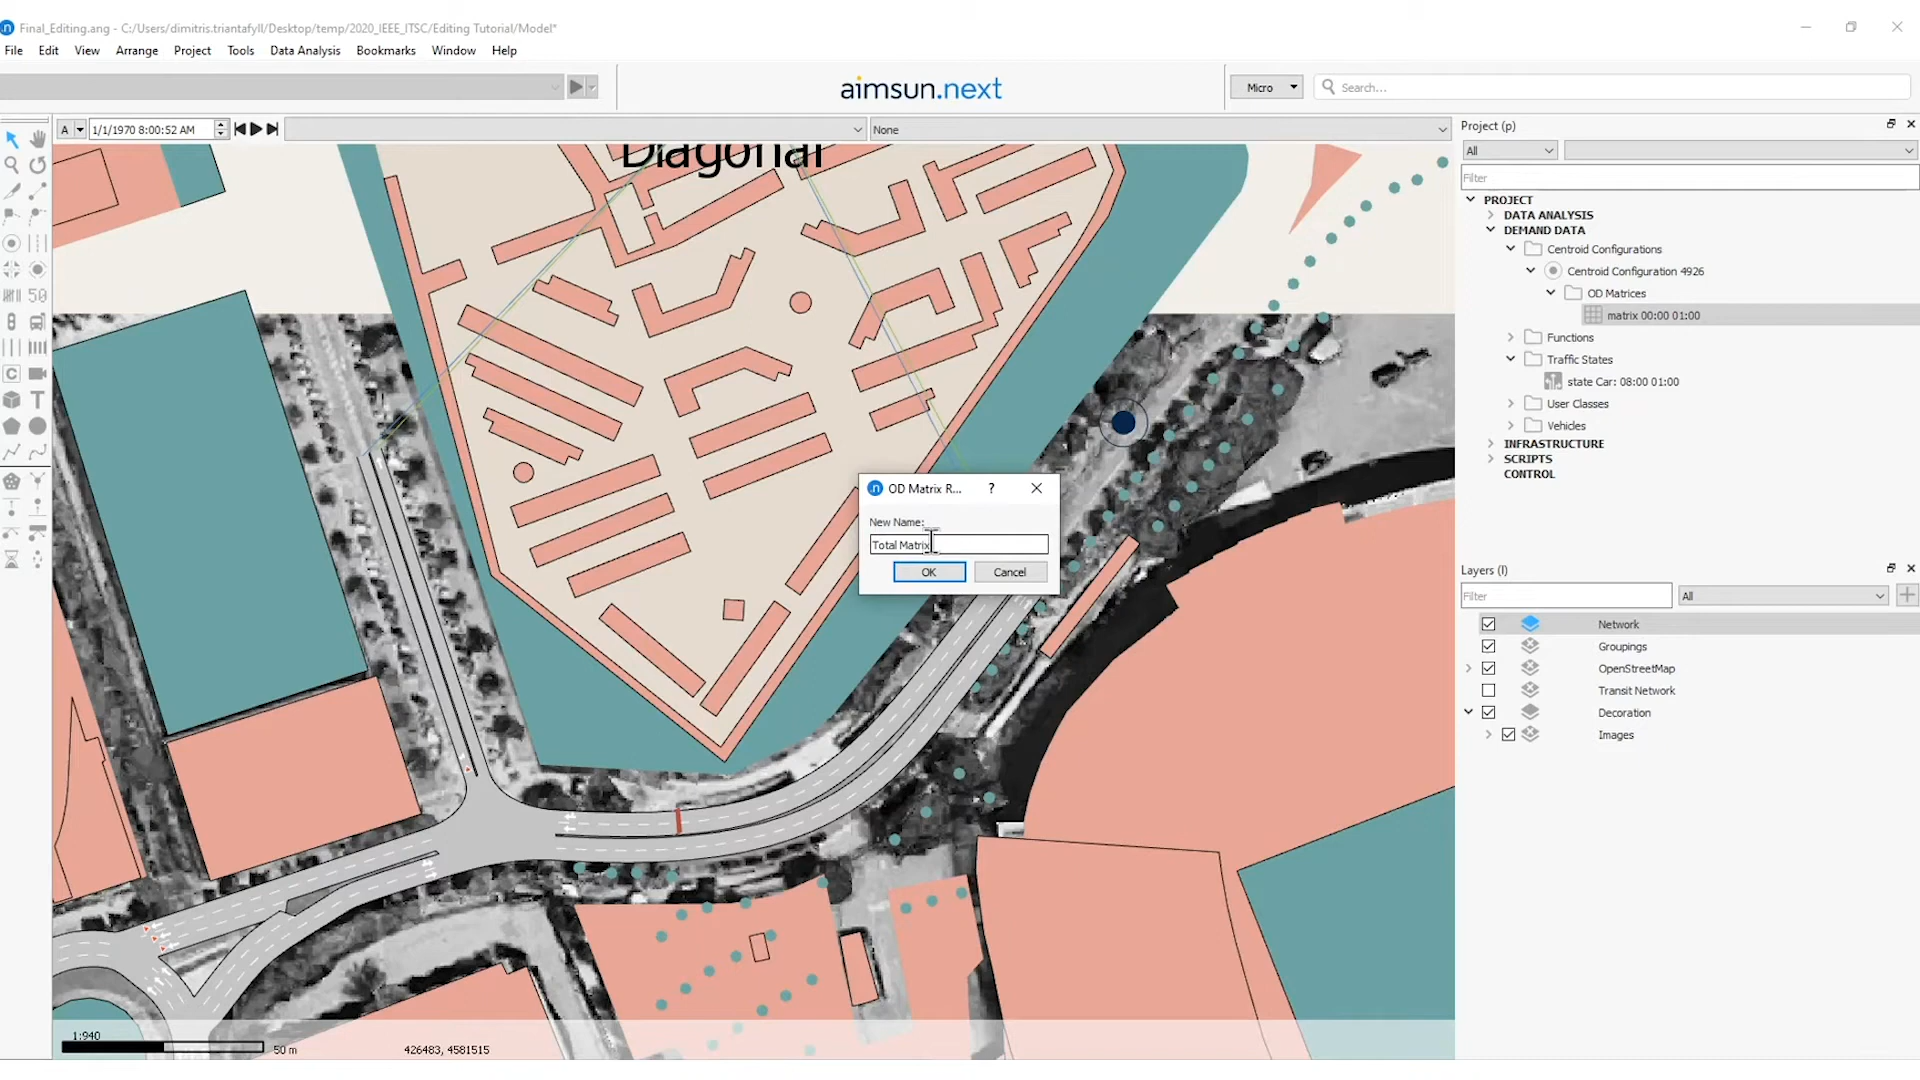 Final_Editing.ang - C:/Users/dimitris.triantafyll/Desktop/temp/2020_IEEE_ITSC/Editing Tutorial/Model*
File Edit View Arrange Project Tools Data Analysis Bookmarks Window Help
aimsun.next
Micro
Search...
A
1/1/1970 8:00:52 AM
None
Diagonal
OD Matrix R...
?
New Name:
Total Matrix
OK
Cancel
1:940
50 m
426483, 4581515
C
50
T
Project (p)
All
Filter
PROJECT
DATA ANALYSIS
DEMAND DATA
Centroid Configurations
Centroid Configuration 4926
OD Matrices
matrix 00:00 01:00
Functions
Traffic States
state Car: 08:00 01:00
User Classes
Vehicles
INFRASTRUCTURE
SCRIPTS
CONTROL
Layers (l)
Filter
All
Network
Groupings
OpenStreetMap
Transit Network
Decoration
Images